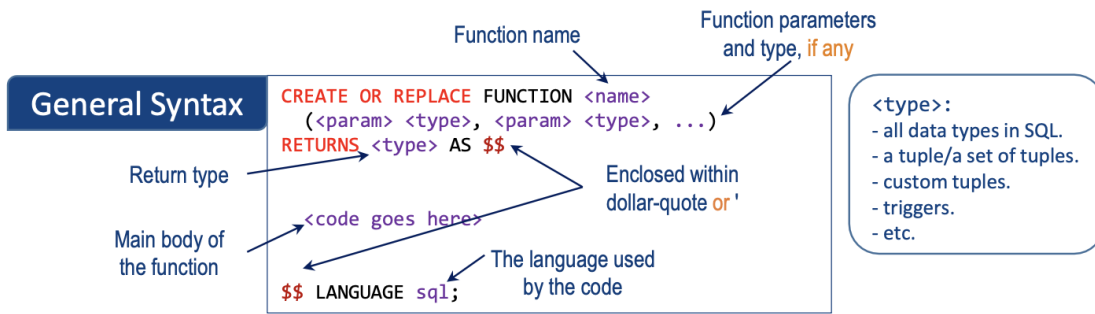 Function name
Function parameters
and type, if any
General Syntax
CREATE OR REPLACE FUNCTION <name>
(<param> <type>, <param> <type>, ...)
RETURNS <type> AS $$
<code goes here>
$$ LANGUAGE sql;
Return type
Enclosed within
dollar-quote or '
Main body of
the function
The language used
by the code
<type>:
- all data types in SQL.
- a tuple/a set of tuples.
- custom tuples.
- triggers.
- etc.